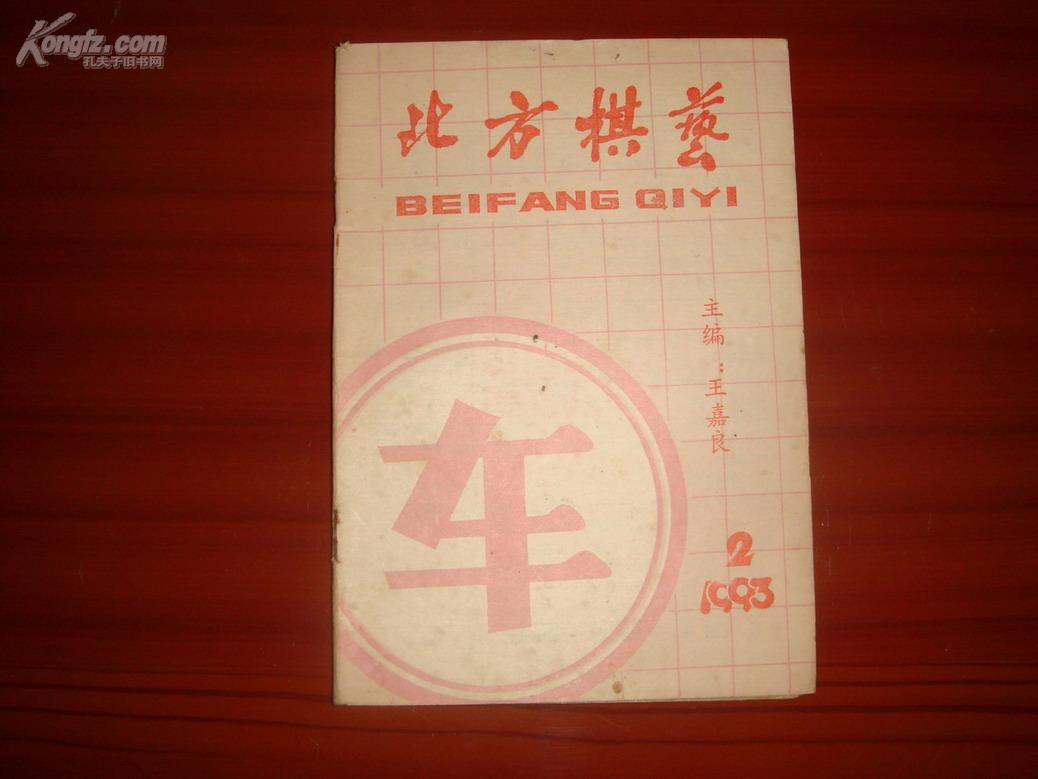 Kongfz.com
孔夫子旧书网
北方棋藝
BEIFANG QIYI
主编：王嘉良
车
2
1993